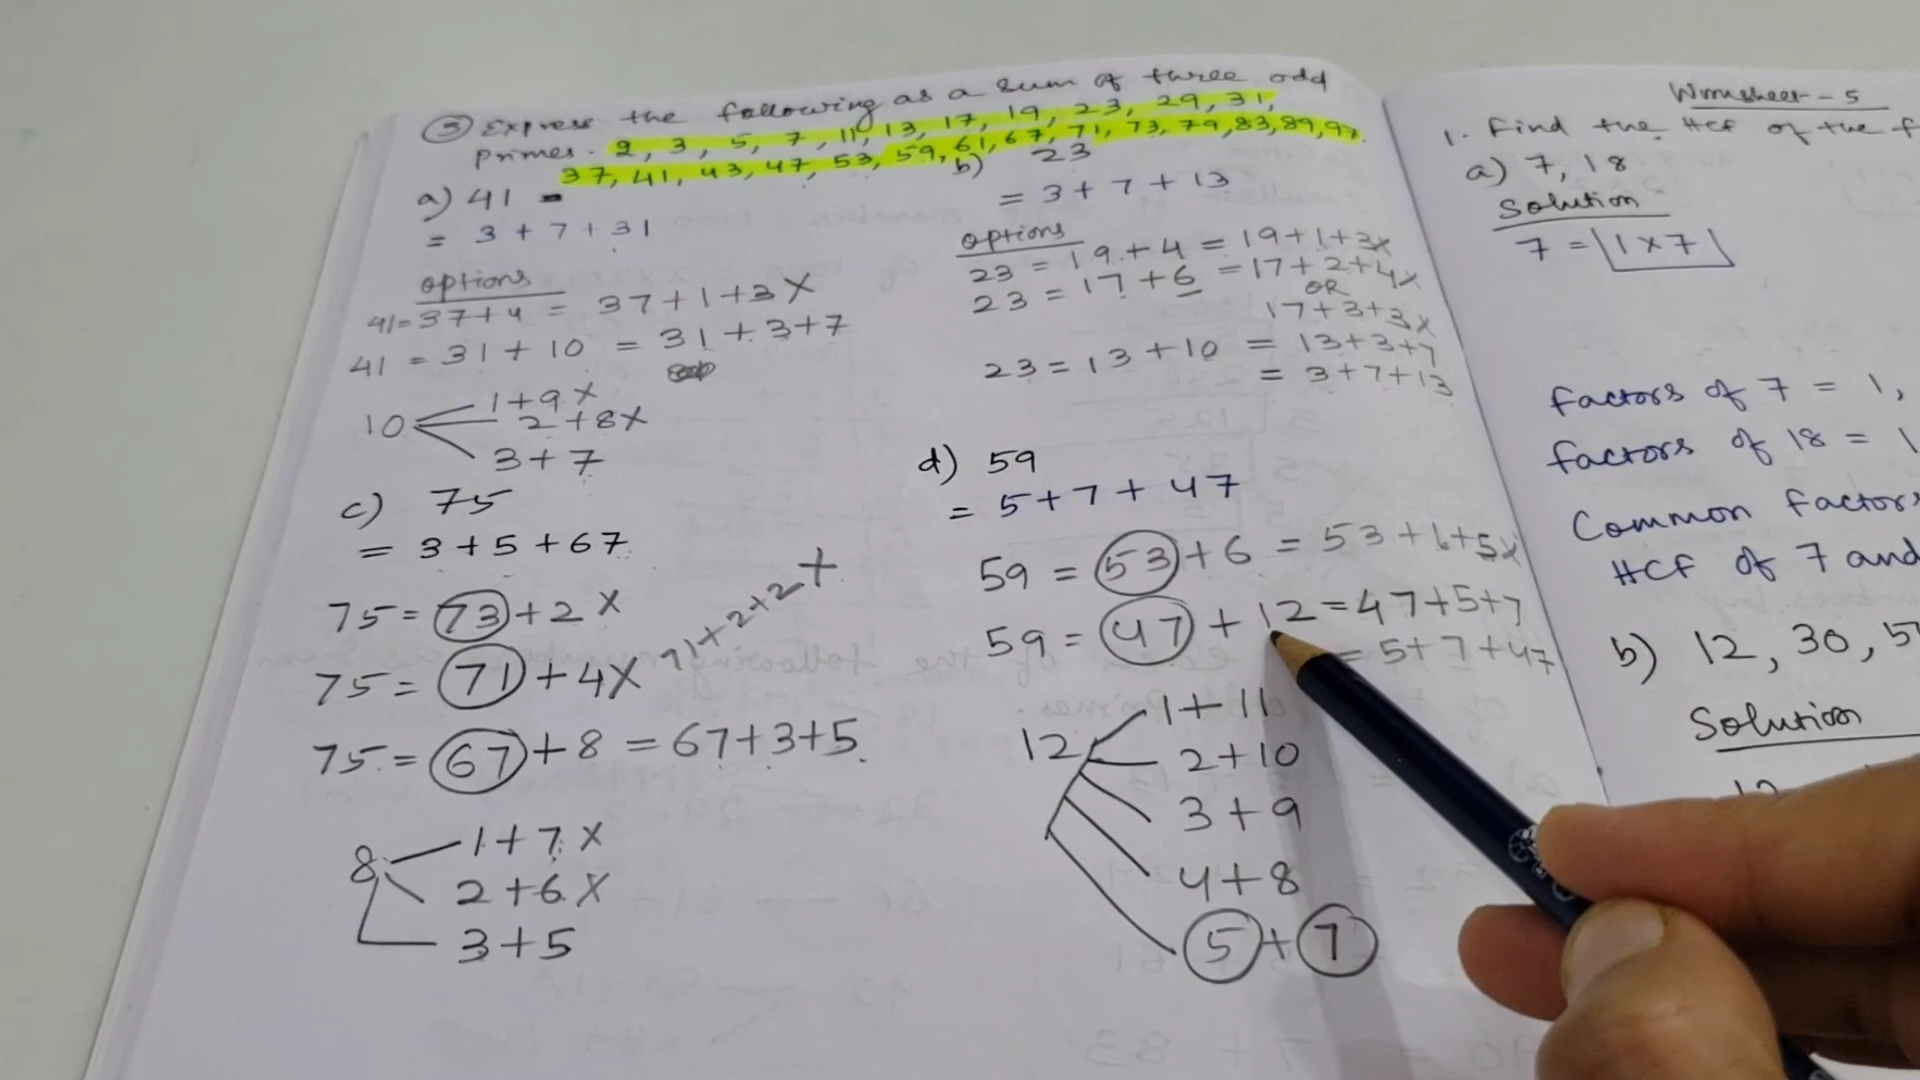 ③ Express the following as a sum of three odd
primes. 2, 3, 5, 7, 11, 13, 17, 19, 23, 29, 31,
37, 41, 43, 47, 53, 59, 61, 67, 71, 73, 79, 83, 89, 97.
a) 41 -
= 3 + 7 + 31
options
41 = 37 + 4 = 37 + 1 + 3 X
41 = 31 + 10 = 31 + 3 + 7
10
1 + 9 X
2 + 8 X
3 + 7
b) 23
= 3 + 7 + 13
options
23 = 19 + 4 = 19 + 1 + 3 X
23 = 17 + 6 = 17 + 2 + 4 X
OR
17 + 3 + 3 X
23 = 13 + 10 = 13 + 3 + 7
= 3 + 7 + 13
c) 75
= 3 + 5 + 67
75 = 73 + 2 X
75 = 71 + 4 X 71 + 2 + 2 X
75 = 67 + 8 = 67 + 3 + 5
8
1 + 7 X
2 + 6 X
3 + 5
d) 59
= 5 + 7 + 47
59 = 53 + 6 = 53 + 1 + 5 X
59 = 47 + 12 = 47 + 5 + 7
= 5 + 7 + 47
12
1 + 11
2 + 10
3 + 9
4 + 8
5 + 7
Worksheet - 5
1. Find the HCF of the
a) 7, 18
Solution
7 = 1 x 7
Factors of 7 = 1,
Factors of 18 = 1
Common Factors
HCF of 7 and
b) 12, 30, 5
Solution